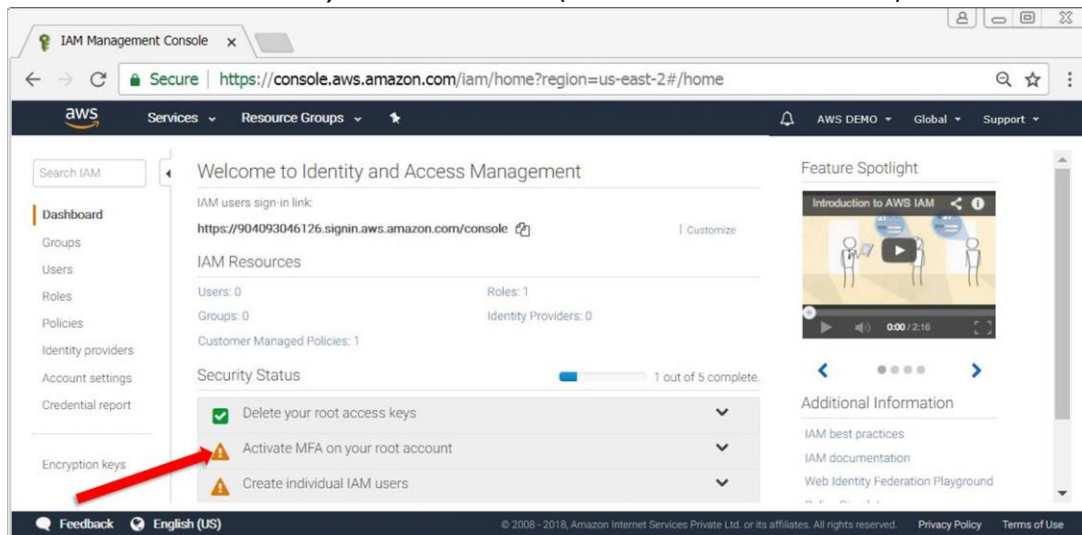 IAM Management Console
Secure | https://console.aws.amazon.com/iam/home?region=us-east-2#/home
aws Services Resource Groups AWS DEMO Global Support
Search IAM
Dashboard
Groups
Users
Roles
Policies
Identity providers
Account settings
Credential report
Encryption keys
Welcome to Identity and Access Management
IAM users sign-in link:
https://904093046126.signin.aws.amazon.com/console | Customize
IAM Resources
Users: 0 Roles: 1
Groups: 0 Identity Providers: 0
Customer Managed Policies: 1
Security Status 1 out of 5 complete.
Delete your root access keys
Activate MFA on your root account
Create individual IAM users
Feature Spotlight
Introduction to AWS IAM
0:00 / 2:16
Additional Information
IAM best practices
IAM documentation
Web Identity Federation Playground
Feedback English (US) © 2008 - 2018, Amazon Internet Services Private Ltd. or its affiliates. All rights reserved. Privacy Policy Terms of Use